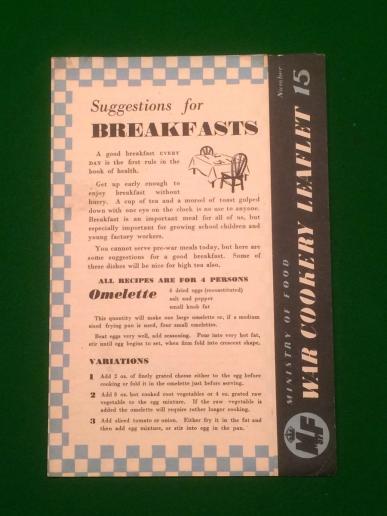 Suggestions for
BREAKFASTS
A good breakfast EVERY
DAY is the first rule in the
book of health.
Get up early enough to
enjoy breakfast without
hurry. A cup of tea and a morsel of toast gulped
down with one eye on the clock is no use to anyone.
Breakfast is an important meal for all of us, but
especially important for growing school children and
young factory workers.
You cannot serve pre-war meals today, but here are
some suggestions for a good breakfast. Some of
these dishes will be nice for high tea also.
ALL RECIPES ARE FOR 4 PERSONS
Omelette
6 dried eggs (reconstituted)
salt and pepper
small knob fat
This quantity will make one large omelette or, if a medium
sized frying pan is used, four small omelettes.
Beat eggs very well, add seasoning. Pour into very hot fat,
stir until egg begins to set, when firm fold into crescent shape.
VARIATIONS
1 Add 2 oz. of finely grated cheese either to the egg before
cooking or fold it in the omelette just before serving.
2 Add 8 oz. hot cooked root vegetables or 4 oz. grated raw
vegetable to the egg mixture. If the raw vegetable is
added the omelette will require rather longer cooking.
3 Add sliced tomato or onion. Either fry it in the fat and
then add egg mixture, or stir into egg in the pan.
MINISTRY OF FOOD
WAR COOKERY LEAFLET
Number
15
MF